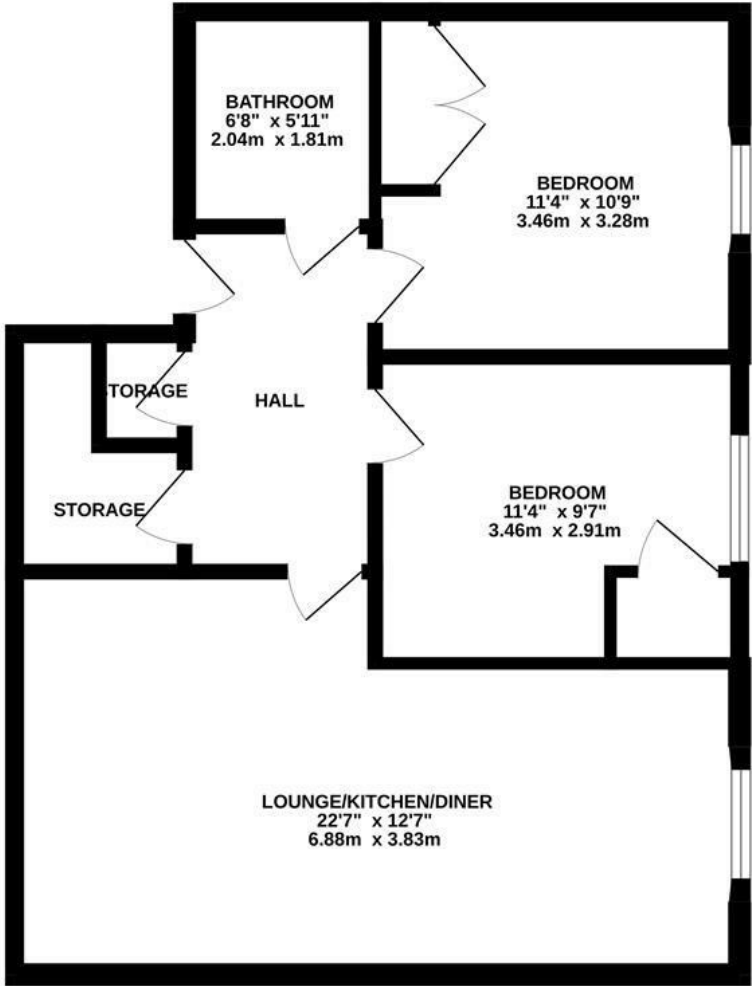 BATHROOM
6'8" x 5'11"
2.04m x 1.81m
BEDROOM
11'4" x 10'9"
3.46m x 3.28m
STORAGE
HALL
STORAGE
BEDROOM
11'4" x 9'7"
3.46m x 2.91m
LOUNGE/KITCHEN/DINER
22'7" x 12'7"
6.88m x 3.83m